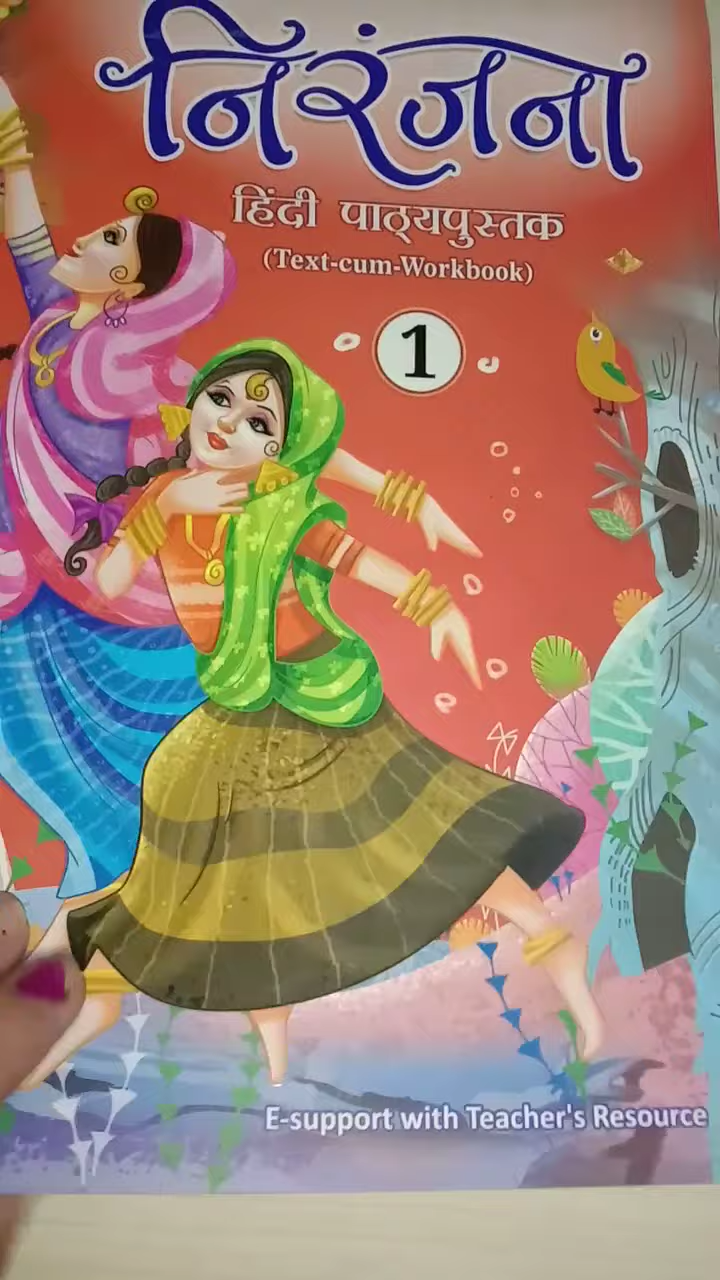 निरंजना
हिंदी पाठ्यपुस्तक
(Text-cum-Workbook)
1
E-support with Teacher's Resource